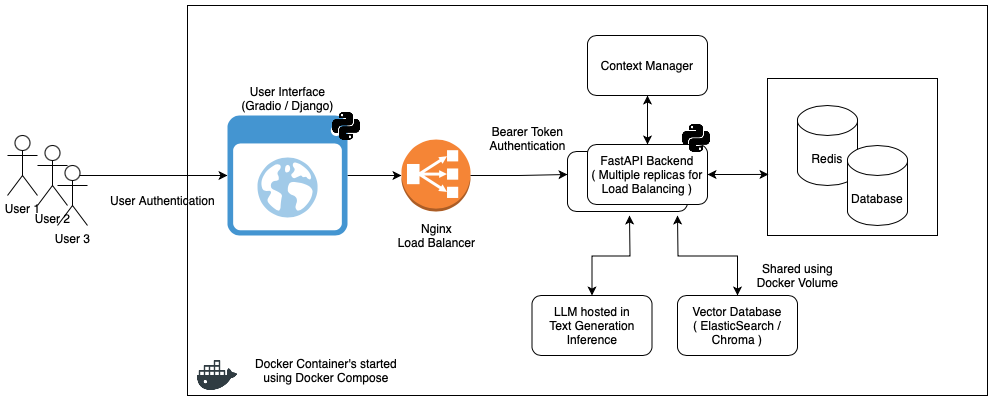 User 1
User 2
User 3
User Authentication
User Interface
(Gradio / Django)
Nginx
Load Balancer
Bearer Token
Authentication
Context Manager
FastAPI Backend
( Multiple replicas for
Load Balancing )
Redis
Database
LLM hosted in
Text Generation
Inference
Shared using
Docker Volume
Vector Database
( ElasticSearch /
Chroma )
Docker Container's started
using Docker Compose